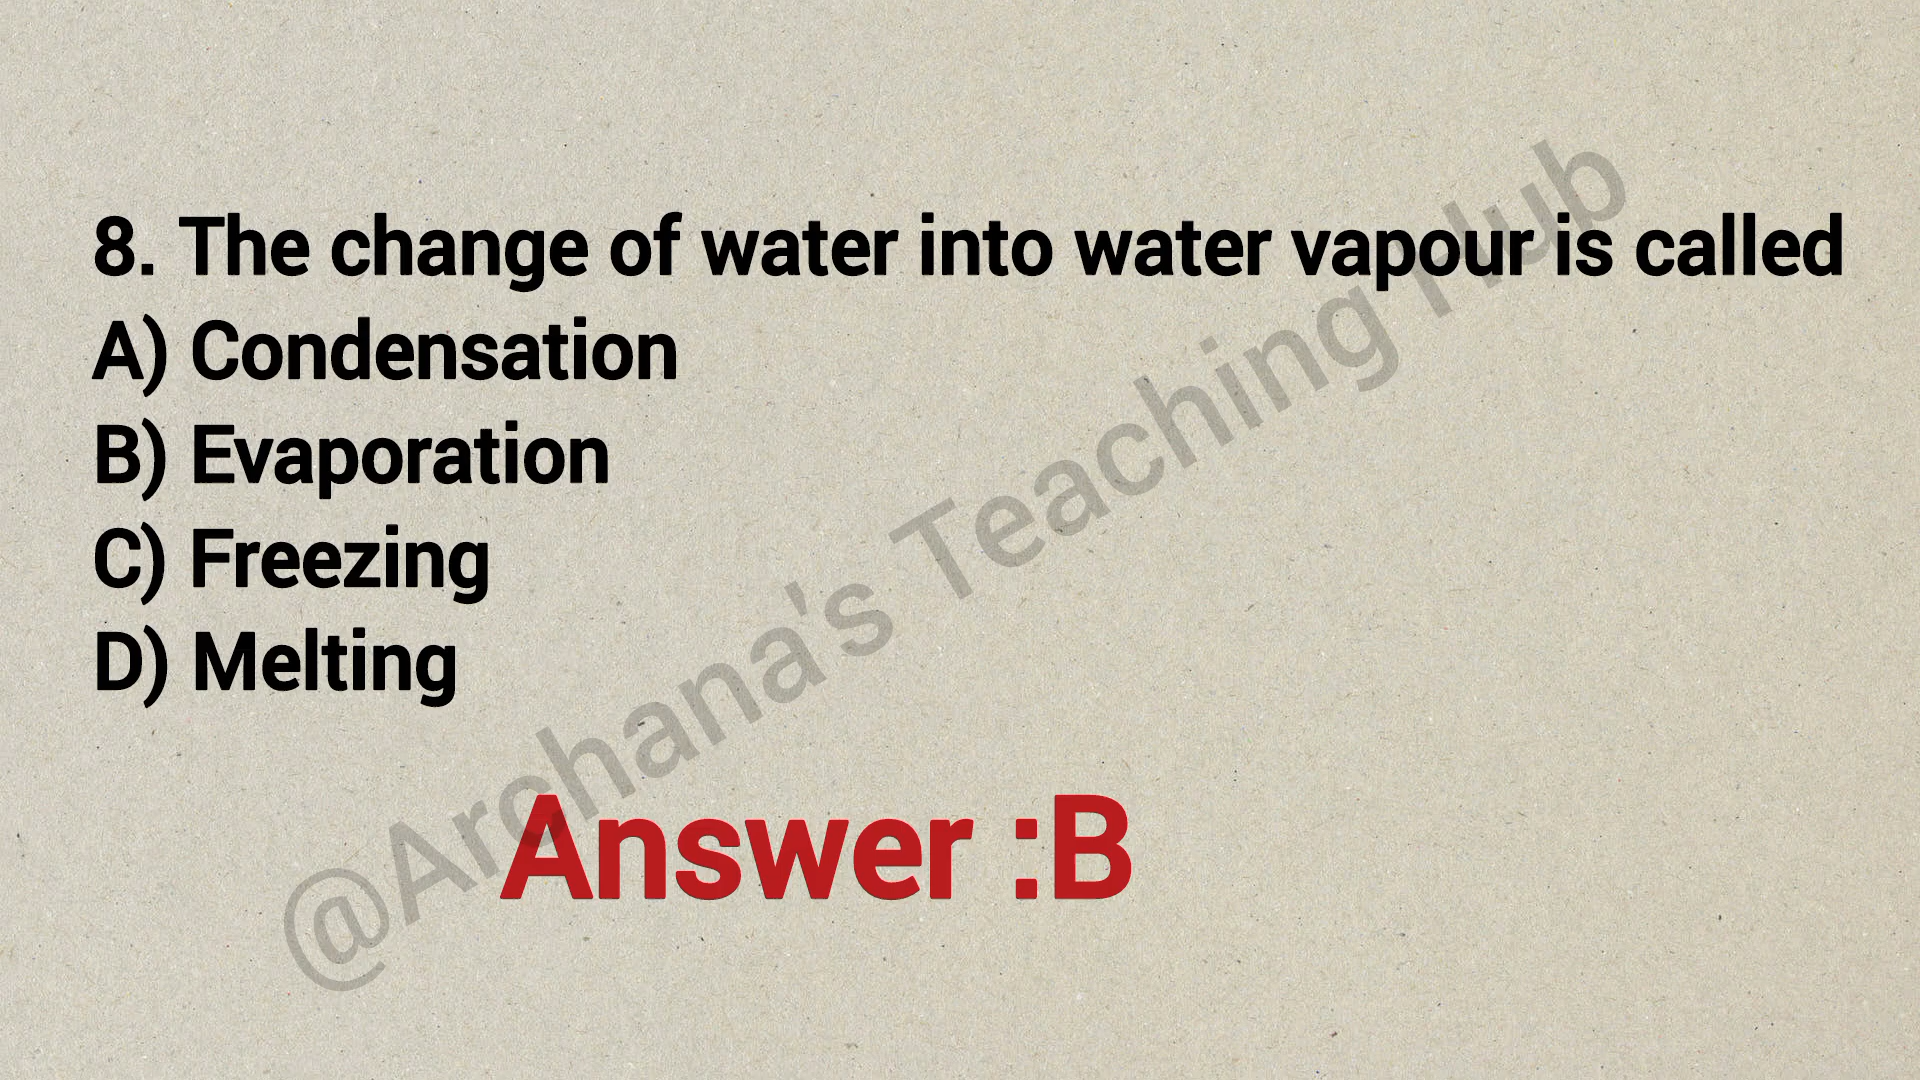 8. The change of water into water vapour is called
A) Condensation
B) Evaporation
C) Freezing
D) Melting
@Archana's Teaching Hub
Answer :B